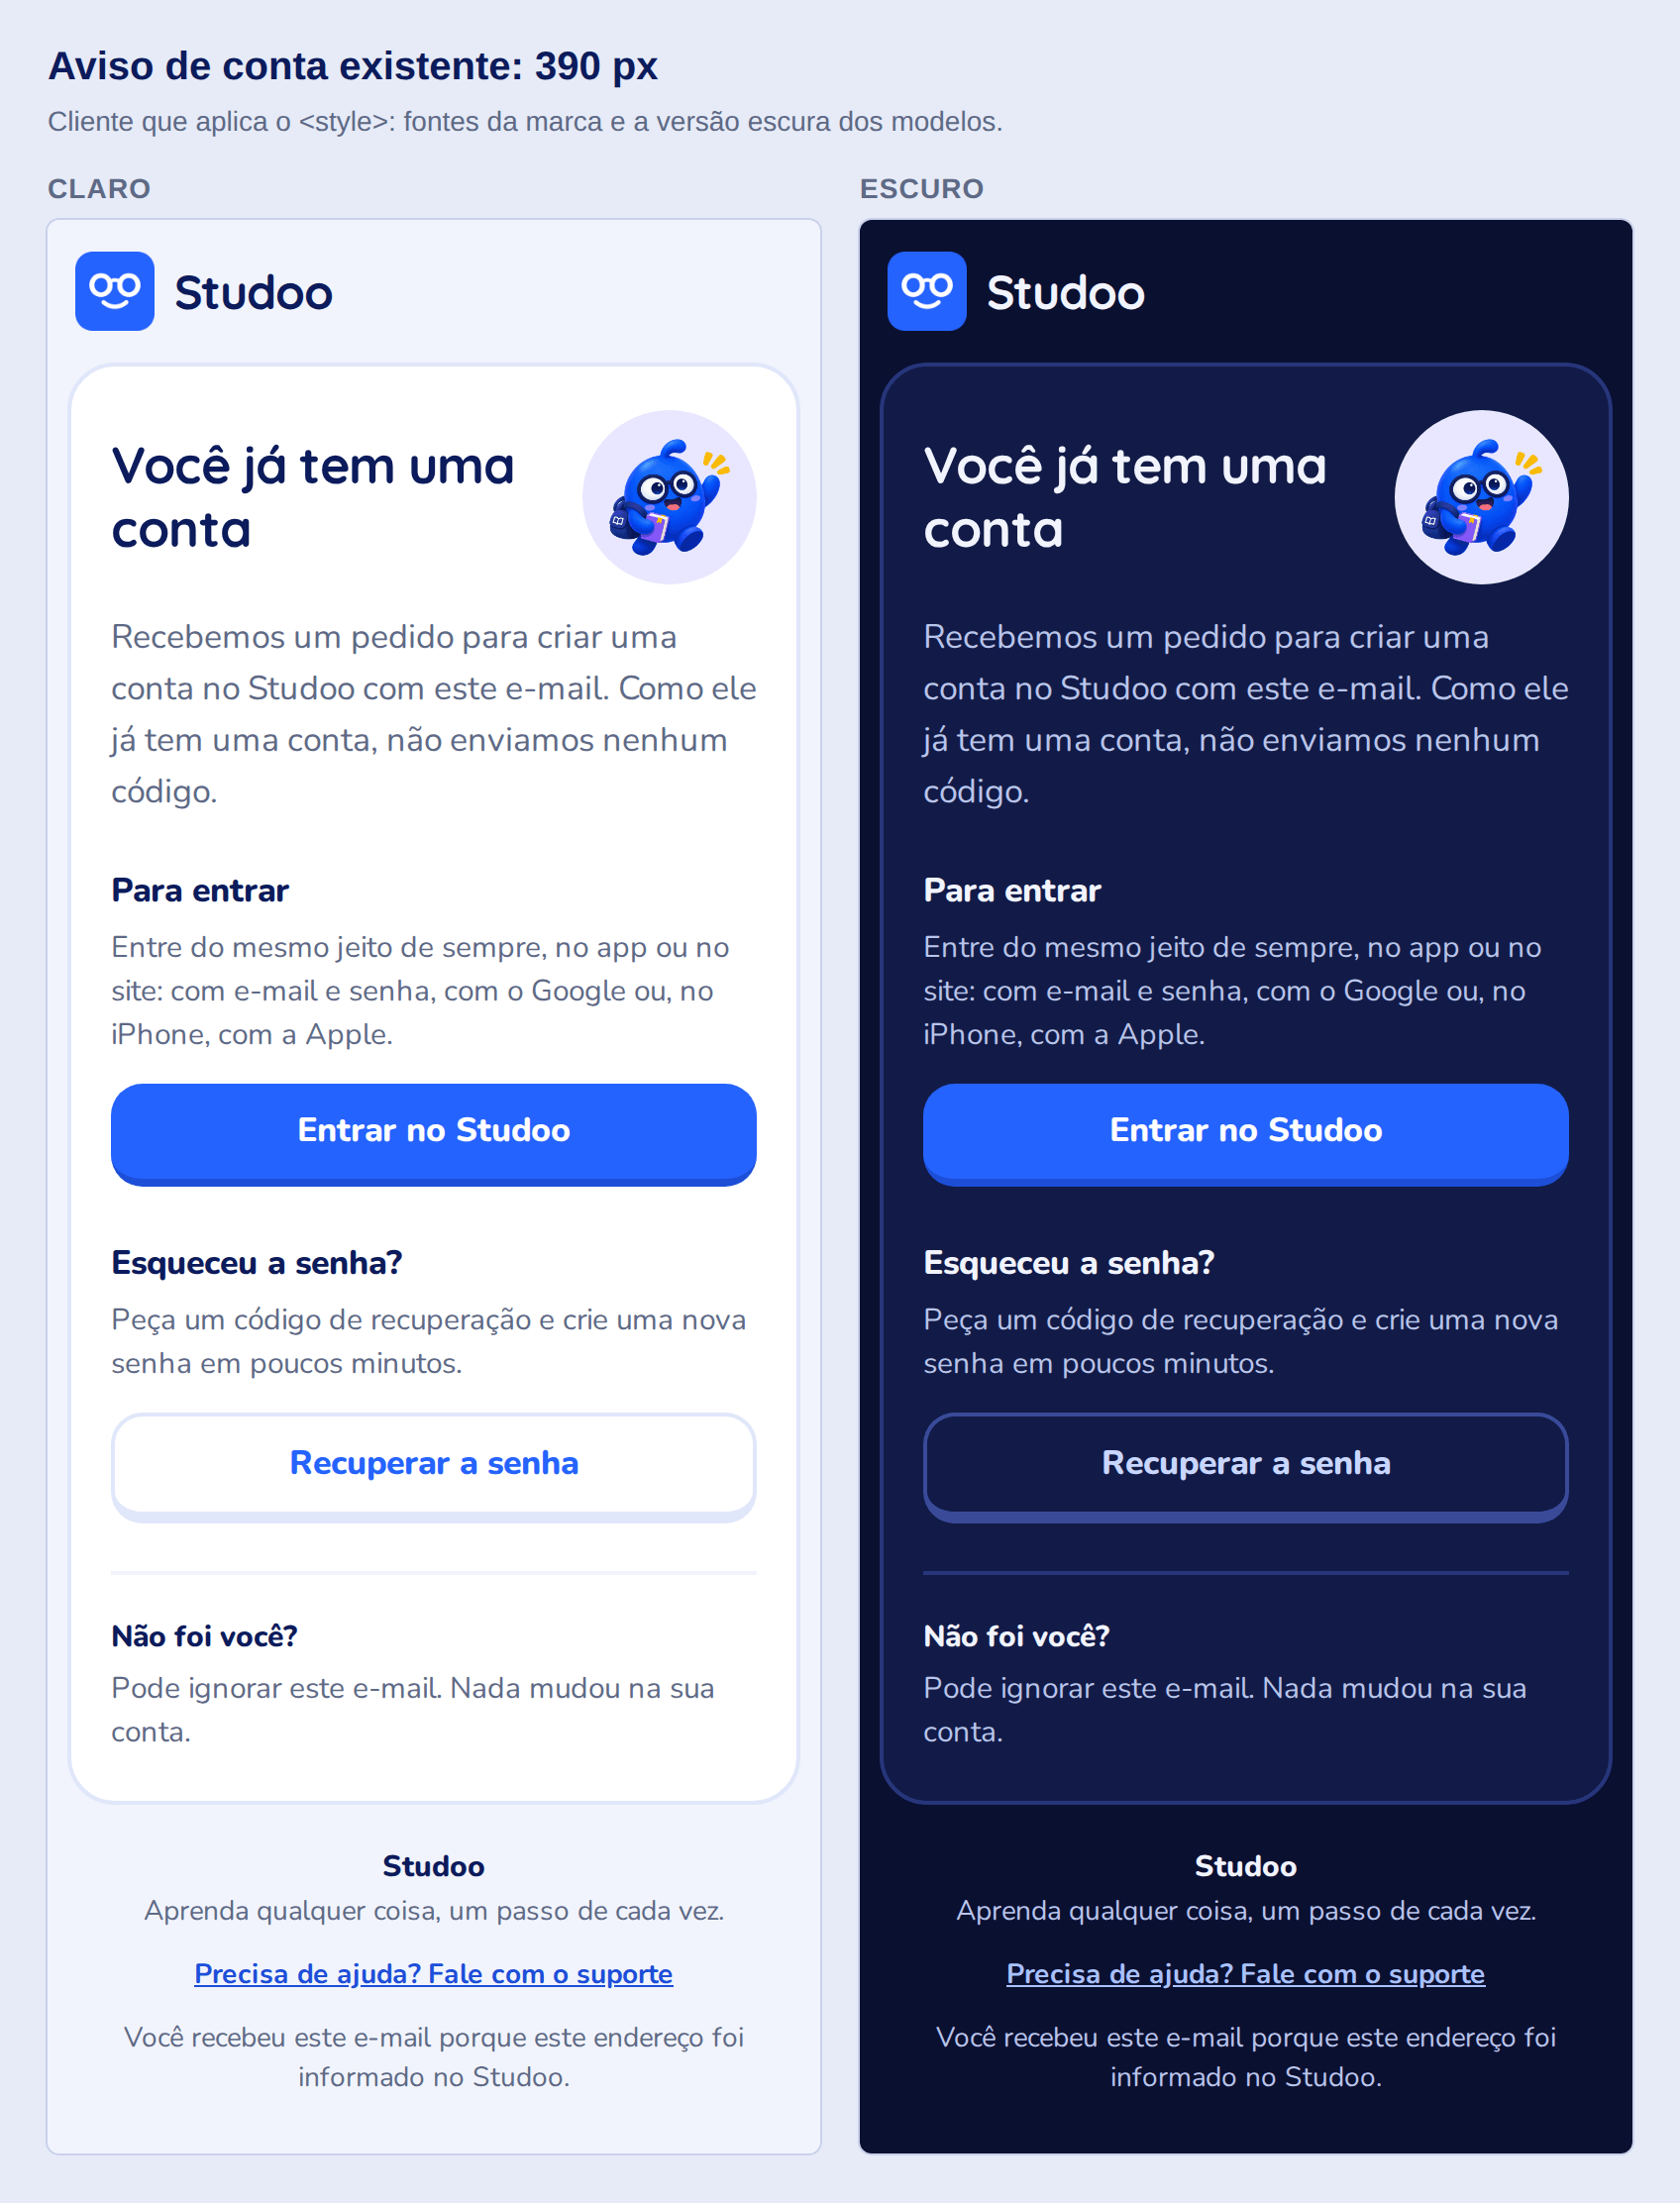 Aviso de conta existente: 390 px
Cliente que aplica o <style>: fontes da marca e a versão escura dos modelos.
CLARO
Studoo
Você já tem uma
conta
Recebemos um pedido para criar uma
conta no Studoo com este e-mail. Como ele
já tem uma conta, não enviamos nenhum
código.
Para entrar
Entre do mesmo jeito de sempre, no app ou no
site: com e-mail e senha, com o Google ou, no
iPhone, com a Apple.
Entrar no Studoo
Esqueceu a senha?
Peça um código de recuperação e crie uma nova
senha em poucos minutos.
Recuperar a senha
Não foi você?
Pode ignorar este e-mail. Nada mudou na sua
conta.
Studoo
Aprenda qualquer coisa, um passo de cada vez.
Precisa de ajuda? Fale com o suporte
Você recebeu este e-mail porque este endereço foi
informado no Studoo.
ESCURO
Studoo
Você já tem uma
conta
Recebemos um pedido para criar uma
conta no Studoo com este e-mail. Como ele
já tem uma conta, não enviamos nenhum
código.
Para entrar
Entre do mesmo jeito de sempre, no app ou no
site: com e-mail e senha, com o Google ou, no
iPhone, com a Apple.
Entrar no Studoo
Esqueceu a senha?
Peça um código de recuperação e crie uma nova
senha em poucos minutos.
Recuperar a senha
Não foi você?
Pode ignorar este e-mail. Nada mudou na sua
conta.
Studoo
Aprenda qualquer coisa, um passo de cada vez.
Precisa de ajuda? Fale com o suporte
Você recebeu este e-mail porque este endereço foi
informado no Studoo.